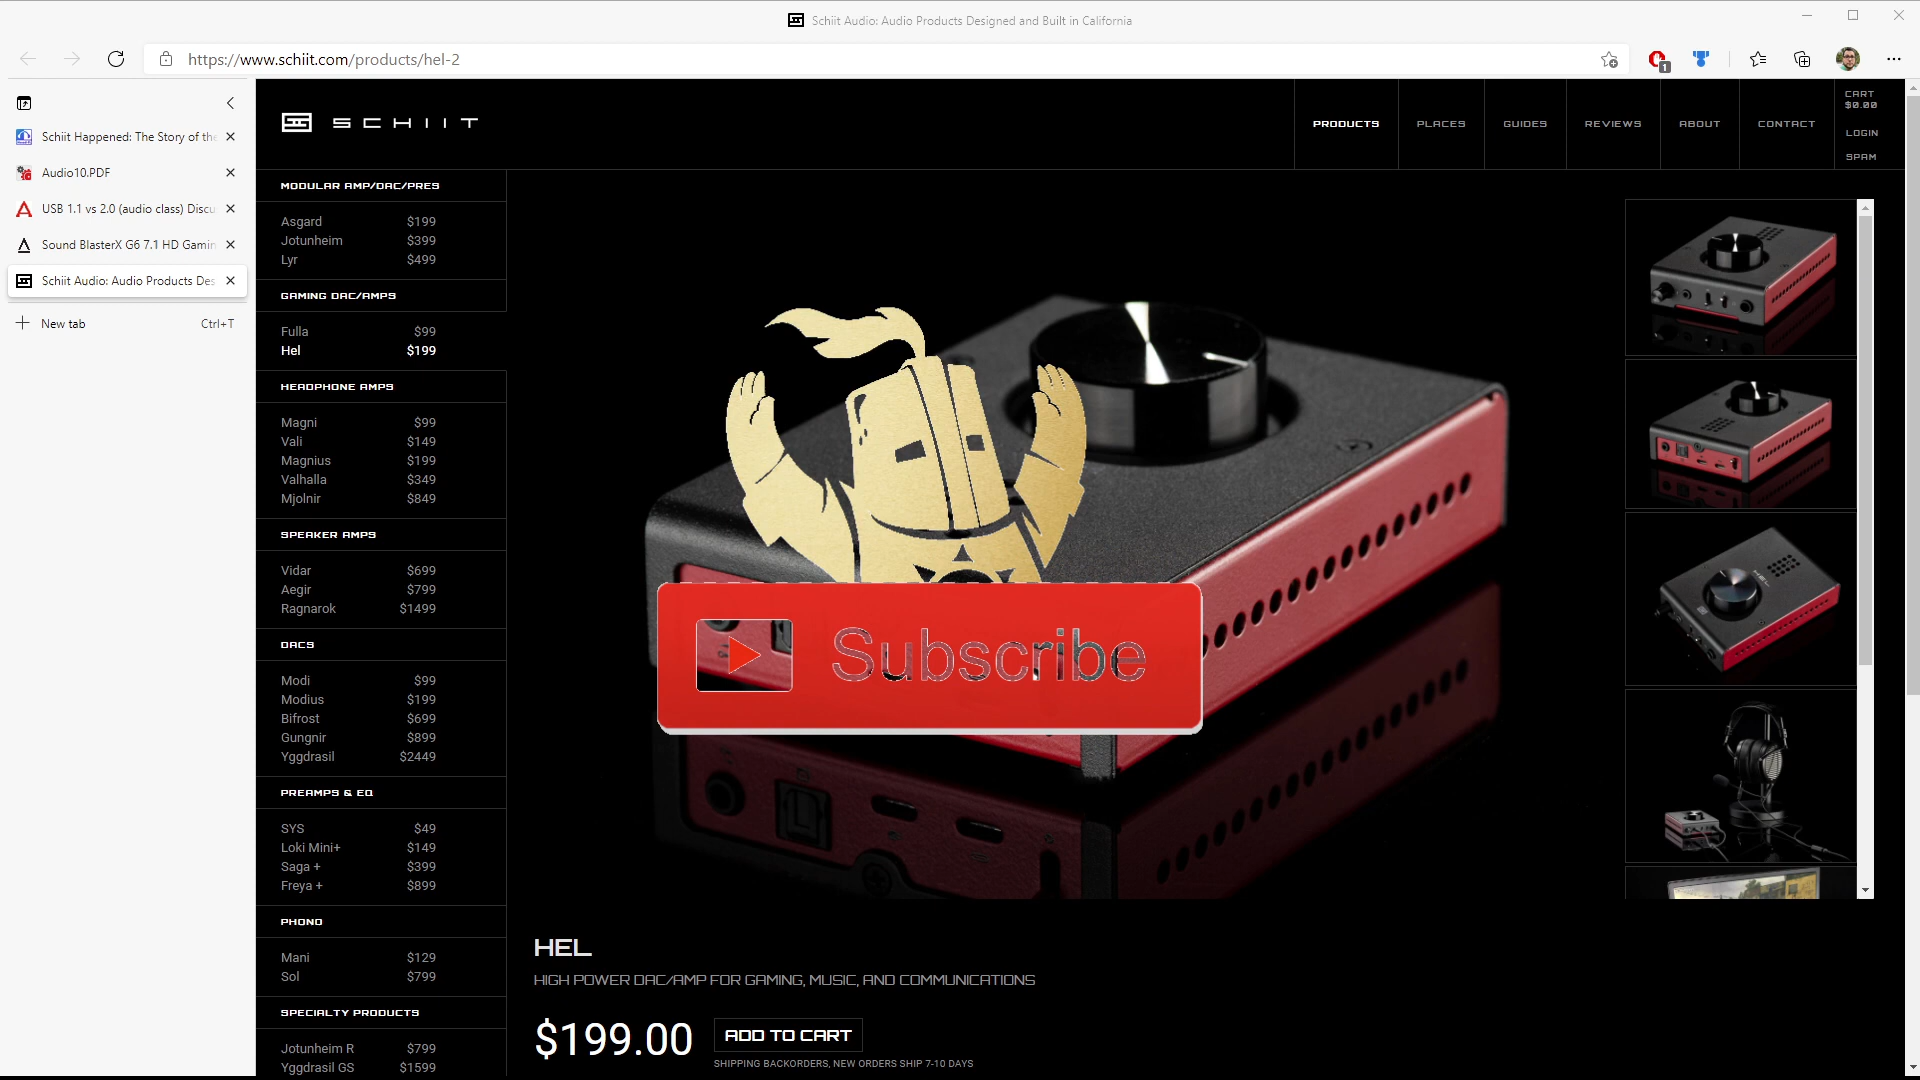 Schiit Audio: Audio Products Designed and Built in California
https://www.schiit.com/products/hel-2
1
Schiit Happened: The Story of the
Audio10.PDF
USB 1.1 vs 2.0 (audio class) Discu
Sound BlasterX G6 7.1 HD Gamin
Schiit Audio: Audio Products Des
New tab Ctrl+T
SCHIIT
PRODUCTS
PLACES
GUIDES
REVIEWS
ABOUT
CONTACT
CART
$0.00
LOGIN
SPAM
MODULAR AMP/DAC/PRES
Asgard $199
Jotunheim $399
Lyr $499
GAMING DAC/AMPS
Fulla $99
Hel $199
HEADPHONE AMPS
Magni $99
Vali $149
Magnius $199
Valhalla $349
Mjolnir $849
SPEAKER AMPS
Vidar $699
Aegir $799
Ragnarok $1499
DACS
Modi $99
Modius $199
Bifrost $699
Gungnir $899
Yggdrasil $2449
PREAMPS & EQ
SYS $49
Loki Mini+ $149
Saga + $399
Freya + $899
PHONO
Mani $129
Sol $799
SPECIALTY PRODUCTS
Jotunheim R $799
Yggdrasil GS $1599
Subscribe
HEL
HIGH POWER DAC/AMP FOR GAMING, MUSIC, AND COMMUNICATIONS
$199.00
ADD TO CART
SHIPPING BACKORDERS, NEW ORDERS SHIP 7-10 DAYS